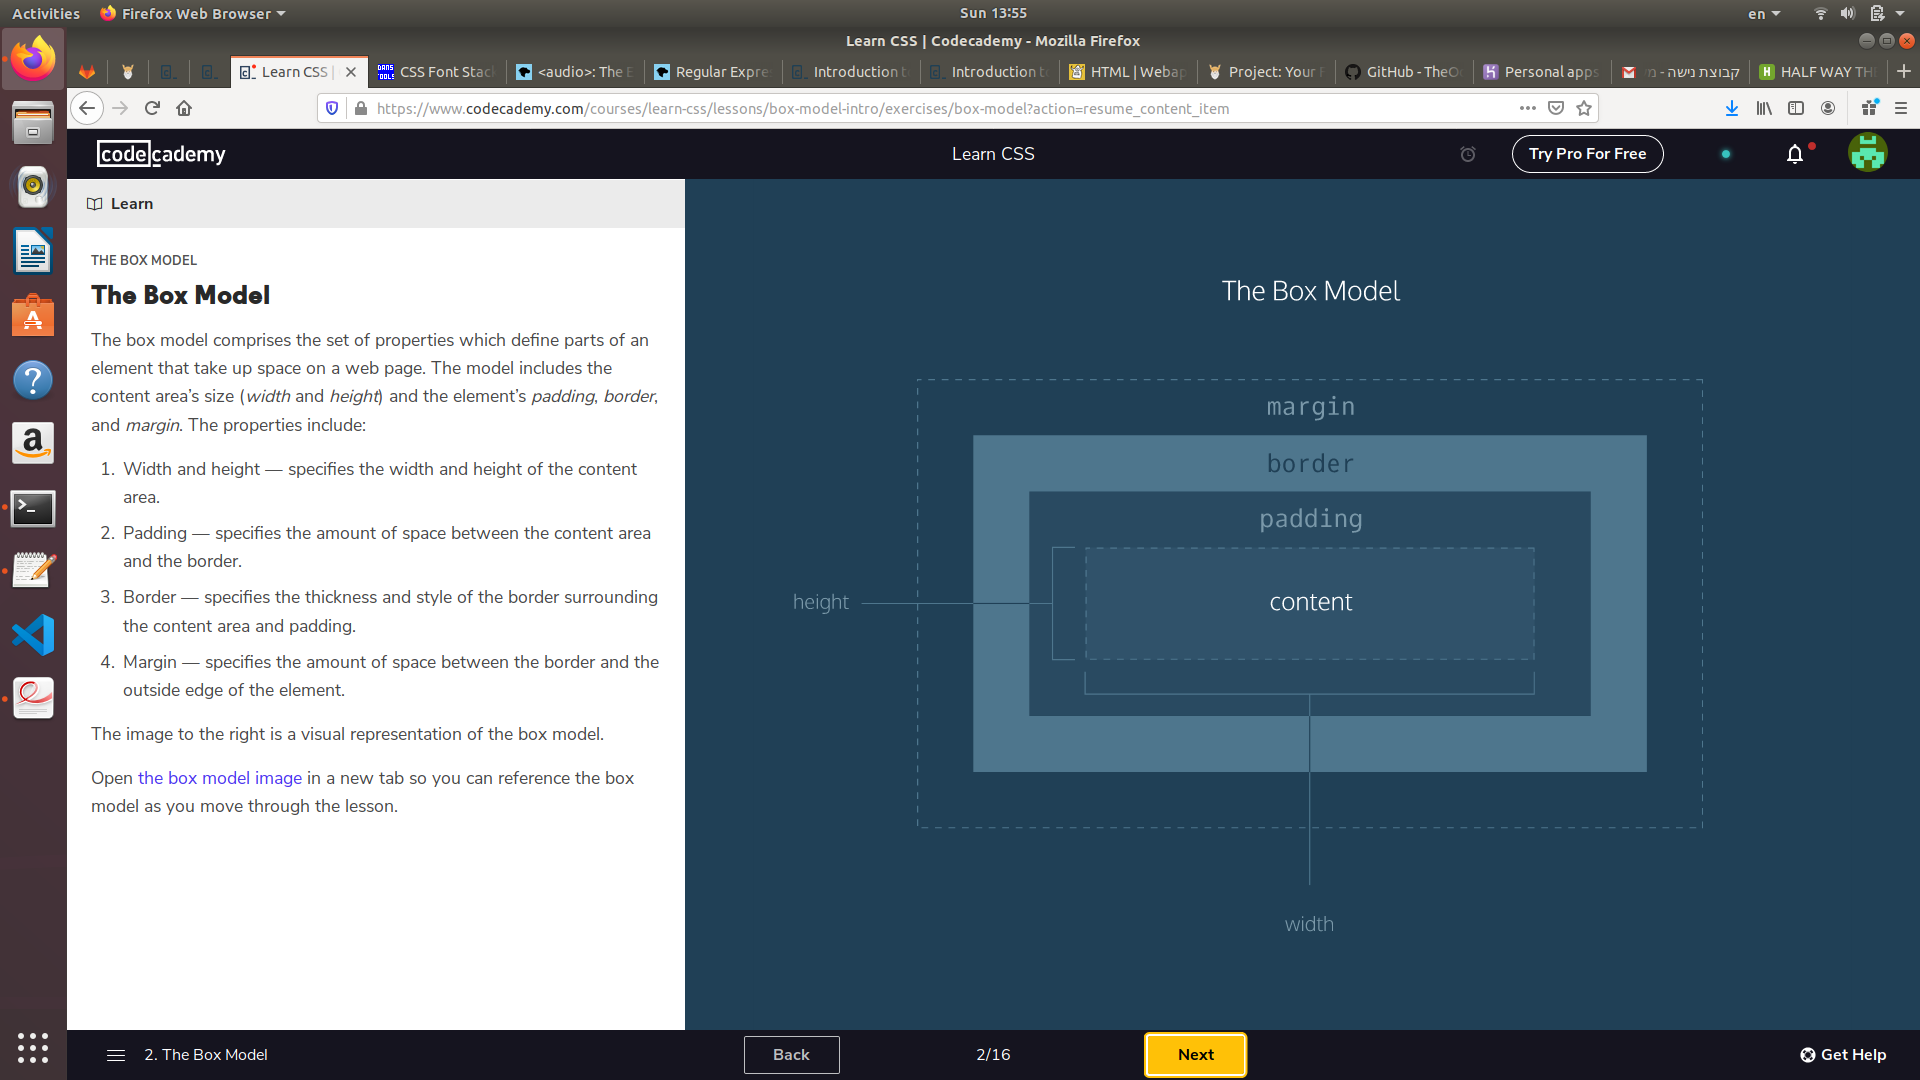 Activities
Firefox Web Browser
Sun 13:55
en
Learn CSS | Codecademy - Mozilla Firefox
Learn CSS |
CSS Font Stac
<audio>: The E
Regular Expre
Introduction t
Introduction t
HTML | Webap
Project: Your F
GitHub - TheO
Personal apps
קבוצת נישה - מ
HALF WAY TH
https://www.codecademy.com/courses/learn-css/lessons/box-model-intro/exercises/box-model?action=resume_content_item
codecademy
Learn CSS
Try Pro For Free
Learn
THE BOX MODEL
The Box Model
The box model comprises the set of properties which define parts of an
element that take up space on a web page. The model includes the
content area’s size (width and height) and the element’s padding, border,
and margin. The properties include:
1. Width and height — specifies the width and height of the content
area.
2. Padding — specifies the amount of space between the content area
and the border.
3. Border — specifies the thickness and style of the border surrounding
the content area and padding.
4. Margin — specifies the amount of space between the border and the
outside edge of the element.
The image to the right is a visual representation of the box model.
Open the box model image in a new tab so you can reference the box
model as you move through the lesson.
The Box Model
margin
border
padding
height
content
width
2. The Box Model
Back
2/16
Next
Get Help